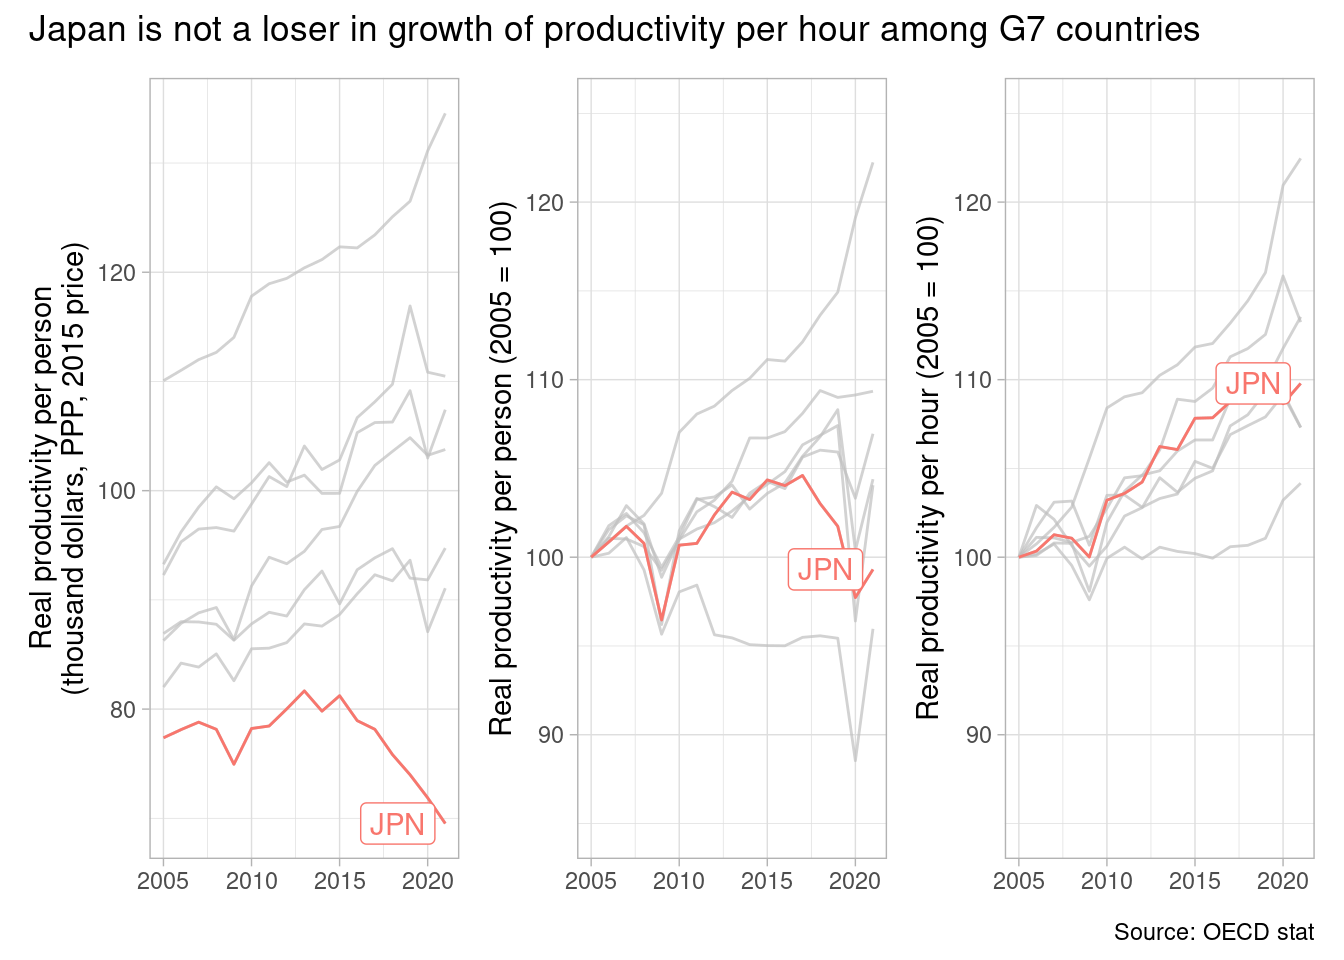 Japan is not a loser in growth of productivity per hour among G7 countries
Real productivity per person
(thousand dollars, PPP, 2015 price)
120
100
80
JPN
2005 2010 2015 2020
Real productivity per person (2005 = 100)
120
110
100
90
JPN
2005 2010 2015 2020
Real productivity per hour (2005 = 100)
120
110
100
90
JPN
2005 2010 2015 2020
Source: OECD stat